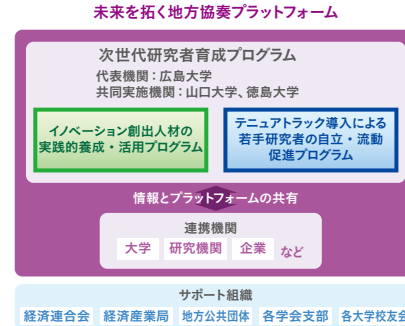 未来を拓く地方協奏プラットフォーム
次世代研究者育成プログラム
代表機関：広島大学
共同実施機関：山口大学、徳島大学
イノベーション創出人材の
実践的養成・活用プログラム
テニュアトラック導入による
若手研究者の自立・流動
促進プログラム
情報とプラットフォームの共有
連携機関
大学 研究機関 企業 など
サポート組織
経済連合会 経済産業局 地方公共団体 各学会支部 各大学校友会